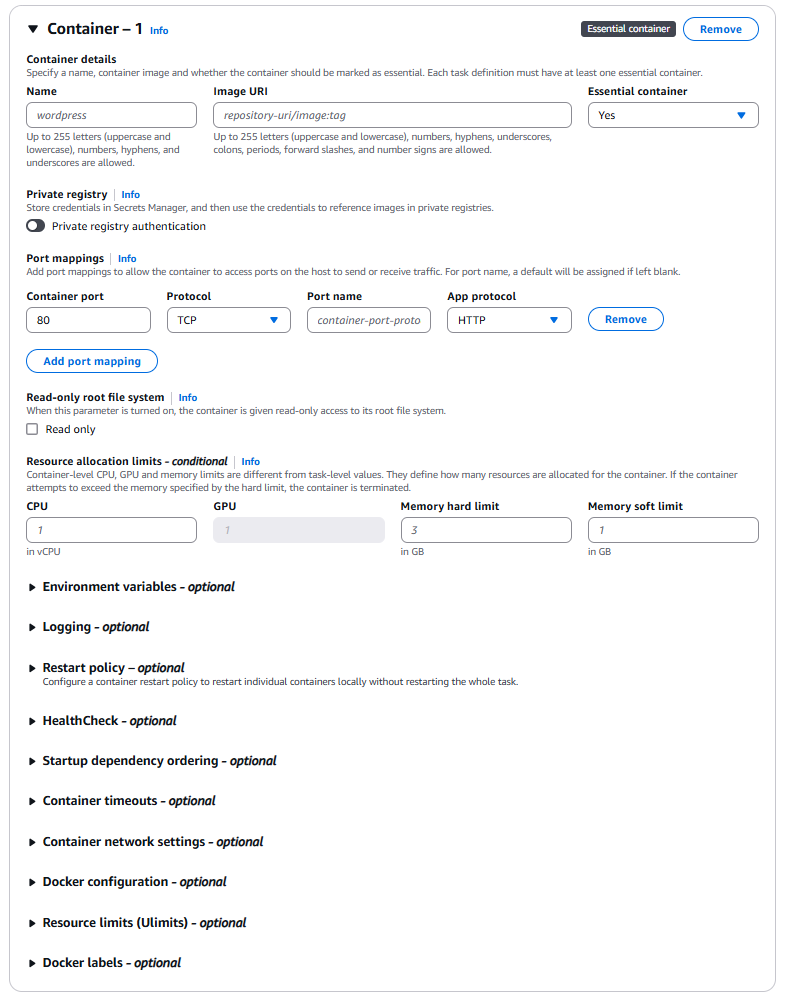 Container – 1 Info Essential container Remove
Container details
Specify a name, container image and whether the container should be marked as essential. Each task definition must have at least one essential container.
Name Image URI Essential container
wordpress repository-uri/image:tag Yes
Up to 255 letters (uppercase and Up to 255 letters (uppercase and lowercase), numbers, hyphens, underscores,
lowercase), numbers, hyphens, and colons, periods, forward slashes, and number signs are allowed.
underscores are allowed.
Private registry Info
Store credentials in Secrets Manager, and then use the credentials to reference images in private registries.
Private registry authentication
Port mappings Info
Add port mappings to allow the container to access ports on the host to send or receive traffic. For port name, a default will be assigned if left blank.
Container port Protocol Port name App protocol
80 TCP container-port-proto HTTP Remove
Add port mapping
Read-only root file system Info
When this parameter is turned on, the container is given read-only access to its root file system.
Read only
Resource allocation limits - conditional Info
Container-level CPU, GPU and memory limits are different from task-level values. They define how many resources are allocated for the container. If the container
attempts to exceed the memory specified by the hard limit, the container is terminated.
CPU GPU Memory hard limit Memory soft limit
1 1 3 1
in vCPU in GB in GB
Environment variables - optional
Logging - optional
Restart policy – optional
Configure a container restart policy to restart individual containers locally without restarting the whole task.
HealthCheck - optional
Startup dependency ordering - optional
Container timeouts - optional
Container network settings - optional
Docker configuration - optional
Resource limits (Ulimits) - optional
Docker labels - optional